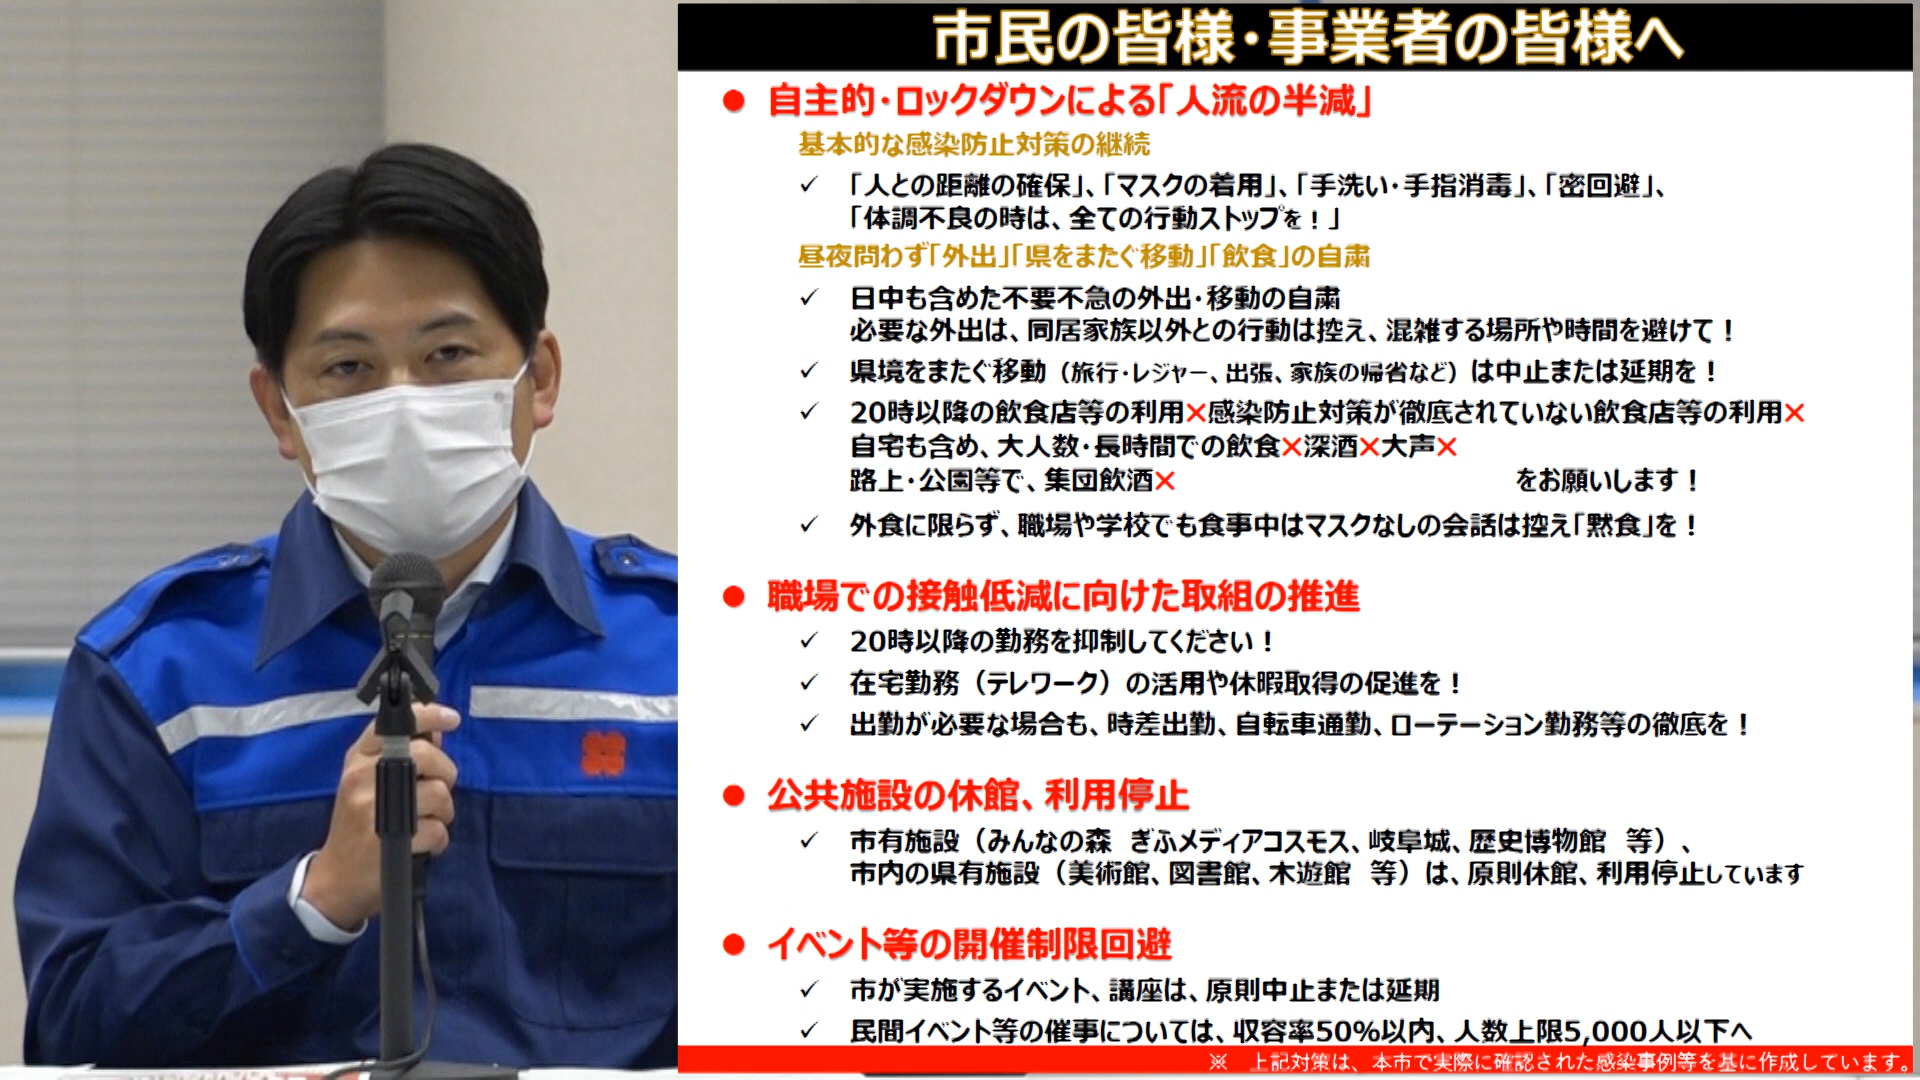 市民の皆様・事業者の皆様へ
● 自主的・ロックダウンによる「人流の半減」
基本的な感染防止対策の継続
✓ 「人との距離の確保」、「マスクの着用」、「手洗い・手指消毒」、「密回避」、
「体調不良の時は、全ての行動ストップを！」
昼夜問わず「外出」「県をまたぐ移動」「飲食」の自粛
✓ 日中も含めた不要不急の外出・移動の自粛
必要な外出は、同居家族以外との行動は控え、混雑する場所や時間を避けて！
✓ 県境をまたぐ移動（旅行・レジャー、出張、家族の帰省など）は中止または延期を！
✓ 20時以降の飲食店等の利用×感染防止対策が徹底されていない飲食店等の利用×
自宅も含め、大人数・長時間での飲食×深酒×大声×
路上・公園等で、集団飲酒× をお願いします！
✓ 外食に限らず、職場や学校でも食事中はマスクなしの会話は控え「黙食」を！
● 職場での接触低減に向けた取組の推進
✓ 20時以降の勤務を抑制してください！
✓ 在宅勤務（テレワーク）の活用や休暇取得の促進を！
✓ 出勤が必要な場合も、時差出勤、自転車通勤、ローテーション勤務等の徹底を！
● 公共施設の休館、利用停止
✓ 市有施設（みんなの森　ぎふメディアコスモス、岐阜城、歴史博物館　等）、
市内の県有施設（美術館、図書館、木遊館　等）は、原則休館、利用停止しています
● イベント等の開催制限回避
✓ 市が実施するイベント、講座は、原則中止または延期
✓ 民間イベント等の催事については、収容率50%以内、人数上限5,000人以下へ
※　上記対策は、本市で実際に確認された感染事例等を基に作成しています。